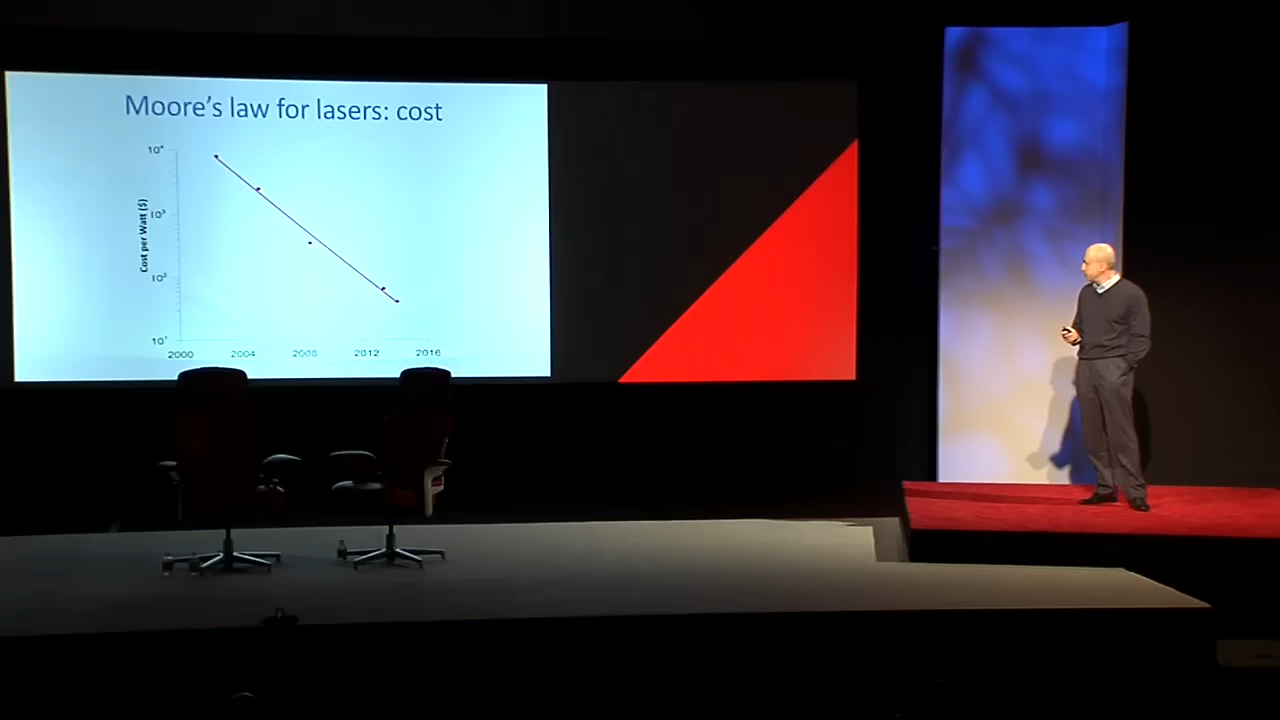 Moore's law for lasers: cost
10⁴
10³
10²
10¹
Cost per Watt ($)
2000 2004 2008 2012 2016